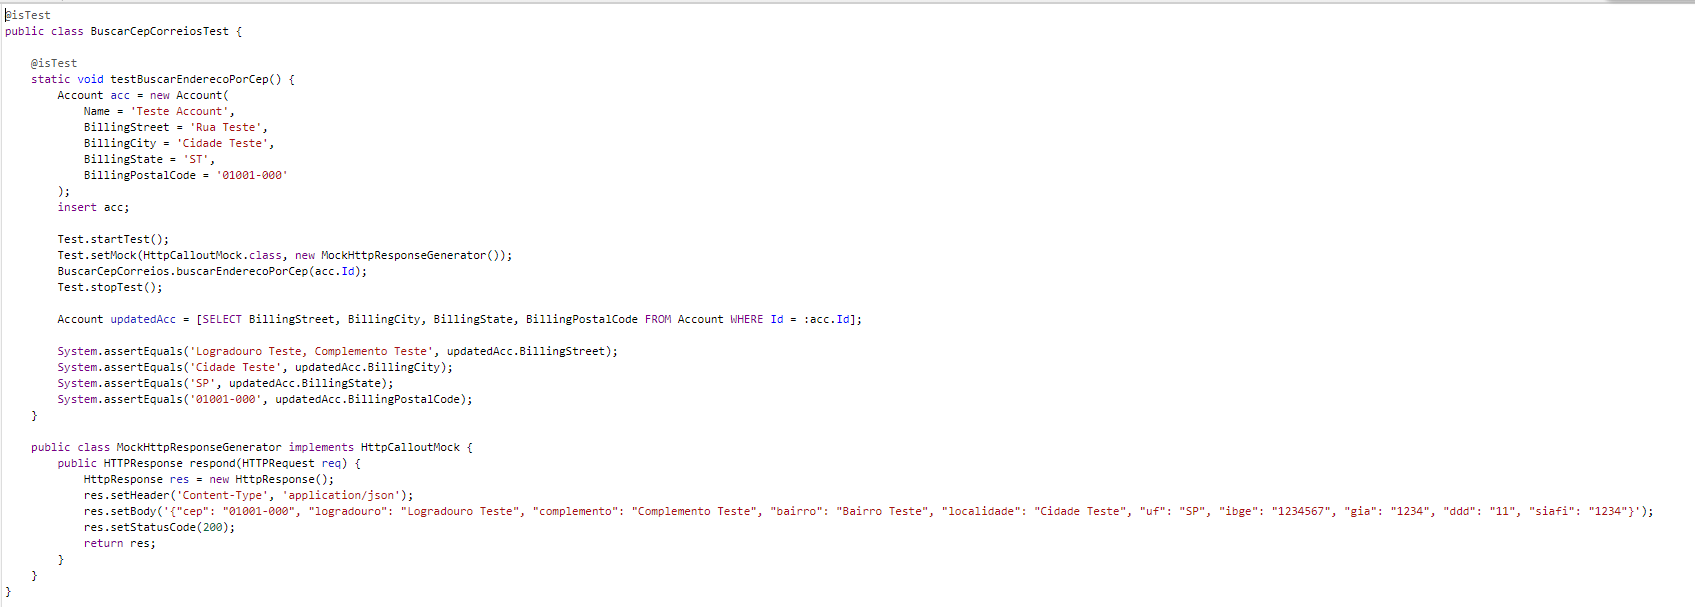 @isTest
public class BuscarCepCorreiosTest {
@isTest
static void testBuscarEnderecoPorCep() {
Account acc = new Account(
Name = 'Teste Account',
BillingStreet = 'Rua Teste',
BillingCity = 'Cidade Teste',
BillingState = 'ST',
BillingPostalCode = '01001-000'
);
insert acc;
Test.startTest();
Test.setMock(HttpCalloutMock.class, new MockHttpResponseGenerator());
BuscarCepCorreios.buscarEnderecoPorCep(acc.Id);
Test.stopTest();
Account updatedAcc = [SELECT BillingStreet, BillingCity, BillingState, BillingPostalCode FROM Account WHERE Id = :acc.Id];
System.assertEquals('Logradouro Teste, Complemento Teste', updatedAcc.BillingStreet);
System.assertEquals('Cidade Teste', updatedAcc.BillingCity);
System.assertEquals('SP', updatedAcc.BillingState);
System.assertEquals('01001-000', updatedAcc.BillingPostalCode);
}
public class MockHttpResponseGenerator implements HttpCalloutMock {
public HTTPResponse respond(HTTPRequest req) {
HttpResponse res = new HttpResponse();
res.setHeader('Content-Type', 'application/json');
res.setBody('{"cep": "01001-000", "logradouro": "Logradouro Teste", "complemento": "Complemento Teste", "bairro": "Bairro Teste", "localidade": "Cidade Teste", "uf": "SP", "ibge": "1234567", "gia": "1234", "ddd": "11", "siafi": "1234"}');
res.setStatusCode(200);
return res;
}
}
}